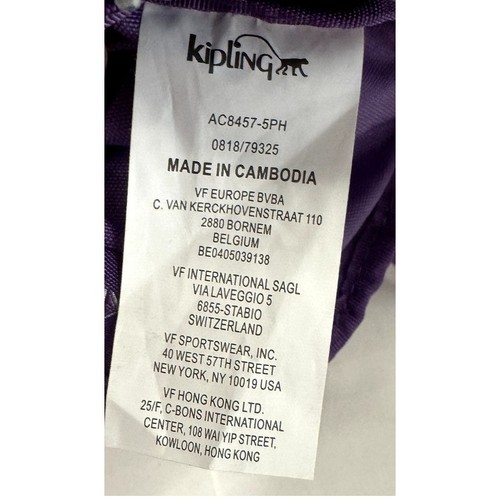 kipling
AC8457-5PH
0818/79325
MADE IN CAMBODIA
VF EUROPE BVBA
C. VAN KERCKHOVENSTRAAT 110
2880 BORNEM
BELGIUM
BE0405039138
VF INTERNATIONAL SAGL
VIA LAVEGGIO 5
6855-STABIO
SWITZERLAND
VF SPORTSWEAR, INC.
40 WEST 57TH STREET
NEW YORK, NY 10019 USA
VF HONG KONG LTD.
25/F, C-BONS INTERNATIONAL
CENTER, 108 WAI YIP STREET,
KOWLOON, HONG KONG